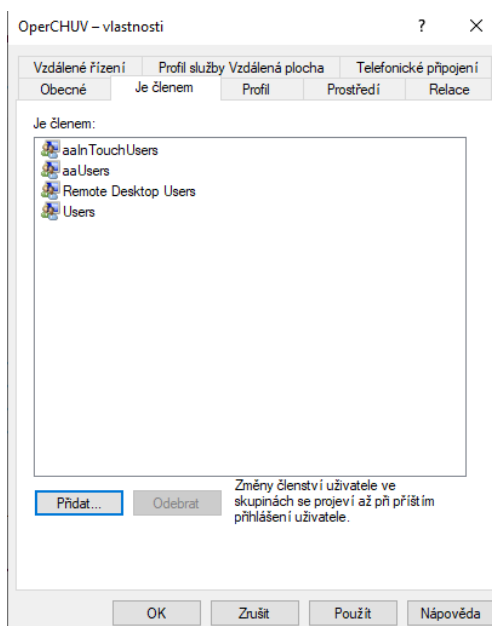 OperCHUV – vlastnosti
?
Vzdálené řízení
Profil služby Vzdálená plocha
Telefonické připojení
Obecné
Je členem
Profil
Prostředí
Relace
Je členem:
aaInTouchUsers
aaUsers
Remote Desktop Users
Users
Přidat...
Odebrat
Změny členství uživatele ve
skupinách se projeví až při příštím
přihlášení uživatele.
OK
Zrušit
Použít
Nápověda